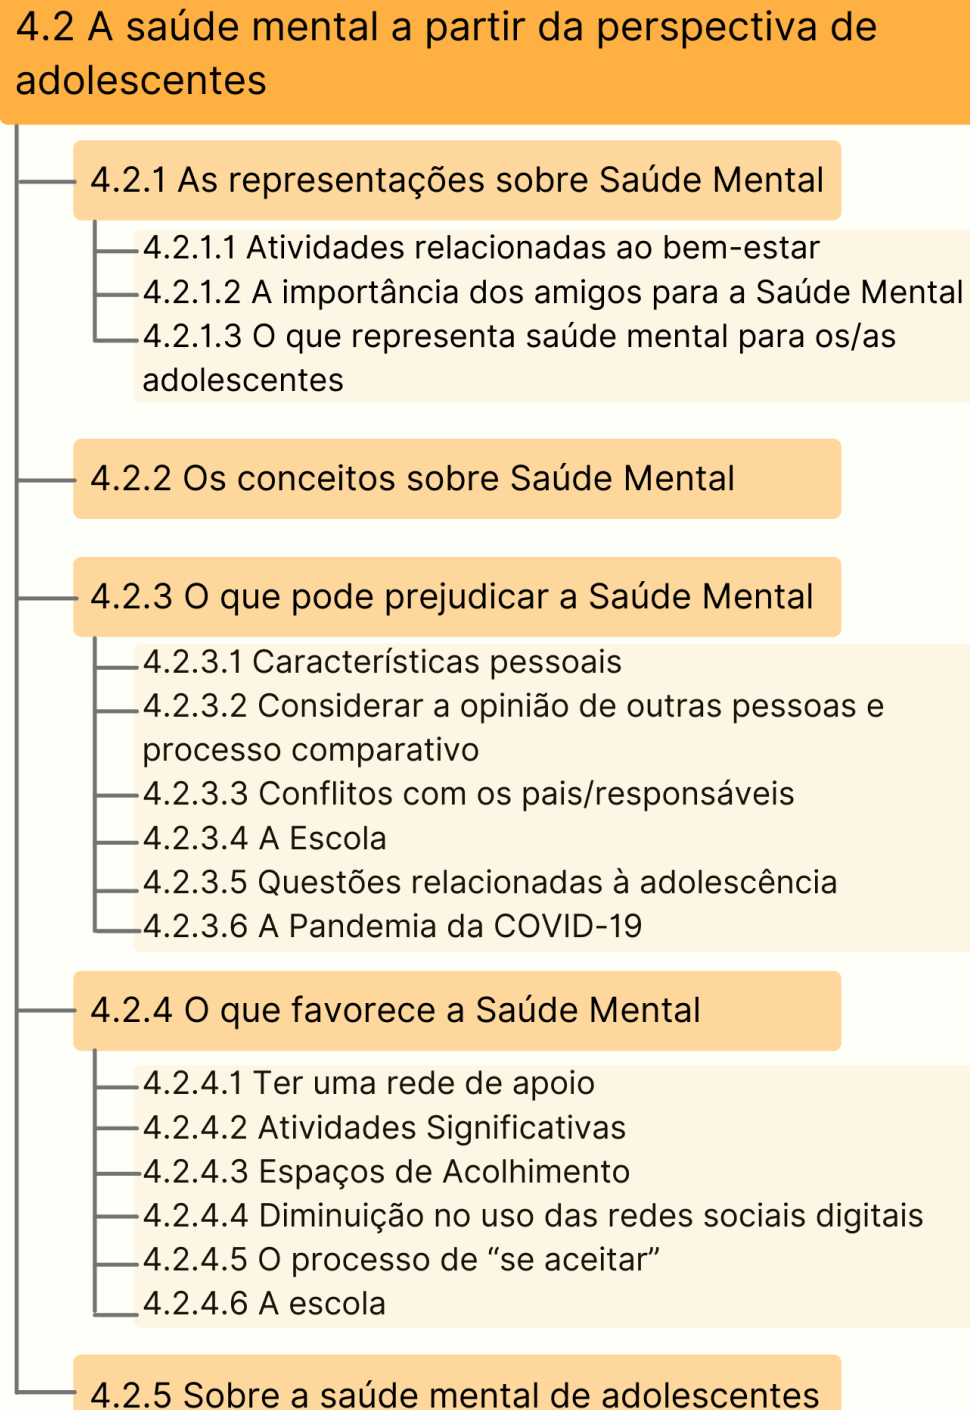 4.2 A saúde mental a partir da perspectiva de
adolescentes
4.2.1 As representações sobre Saúde Mental
4.2.1.1 Atividades relacionadas ao bem-estar
4.2.1.2 A importância dos amigos para a Saúde Mental
4.2.1.3 O que representa saúde mental para os/as
adolescentes
4.2.2 Os conceitos sobre Saúde Mental
4.2.3 O que pode prejudicar a Saúde Mental
4.2.3.1 Características pessoais
4.2.3.2 Considerar a opinião de outras pessoas e
processo comparativo
4.2.3.3 Conflitos com os pais/responsáveis
4.2.3.4 A Escola
4.2.3.5 Questões relacionadas à adolescência
4.2.3.6 A Pandemia da COVID-19
4.2.4 O que favorece a Saúde Mental
4.2.4.1 Ter uma rede de apoio
4.2.4.2 Atividades Significativas
4.2.4.3 Espaços de Acolhimento
4.2.4.4 Diminuição no uso das redes sociais digitais
4.2.4.5 O processo de “se aceitar”
4.2.4.6 A escola
4.2.5 Sobre a saúde mental de adolescentes